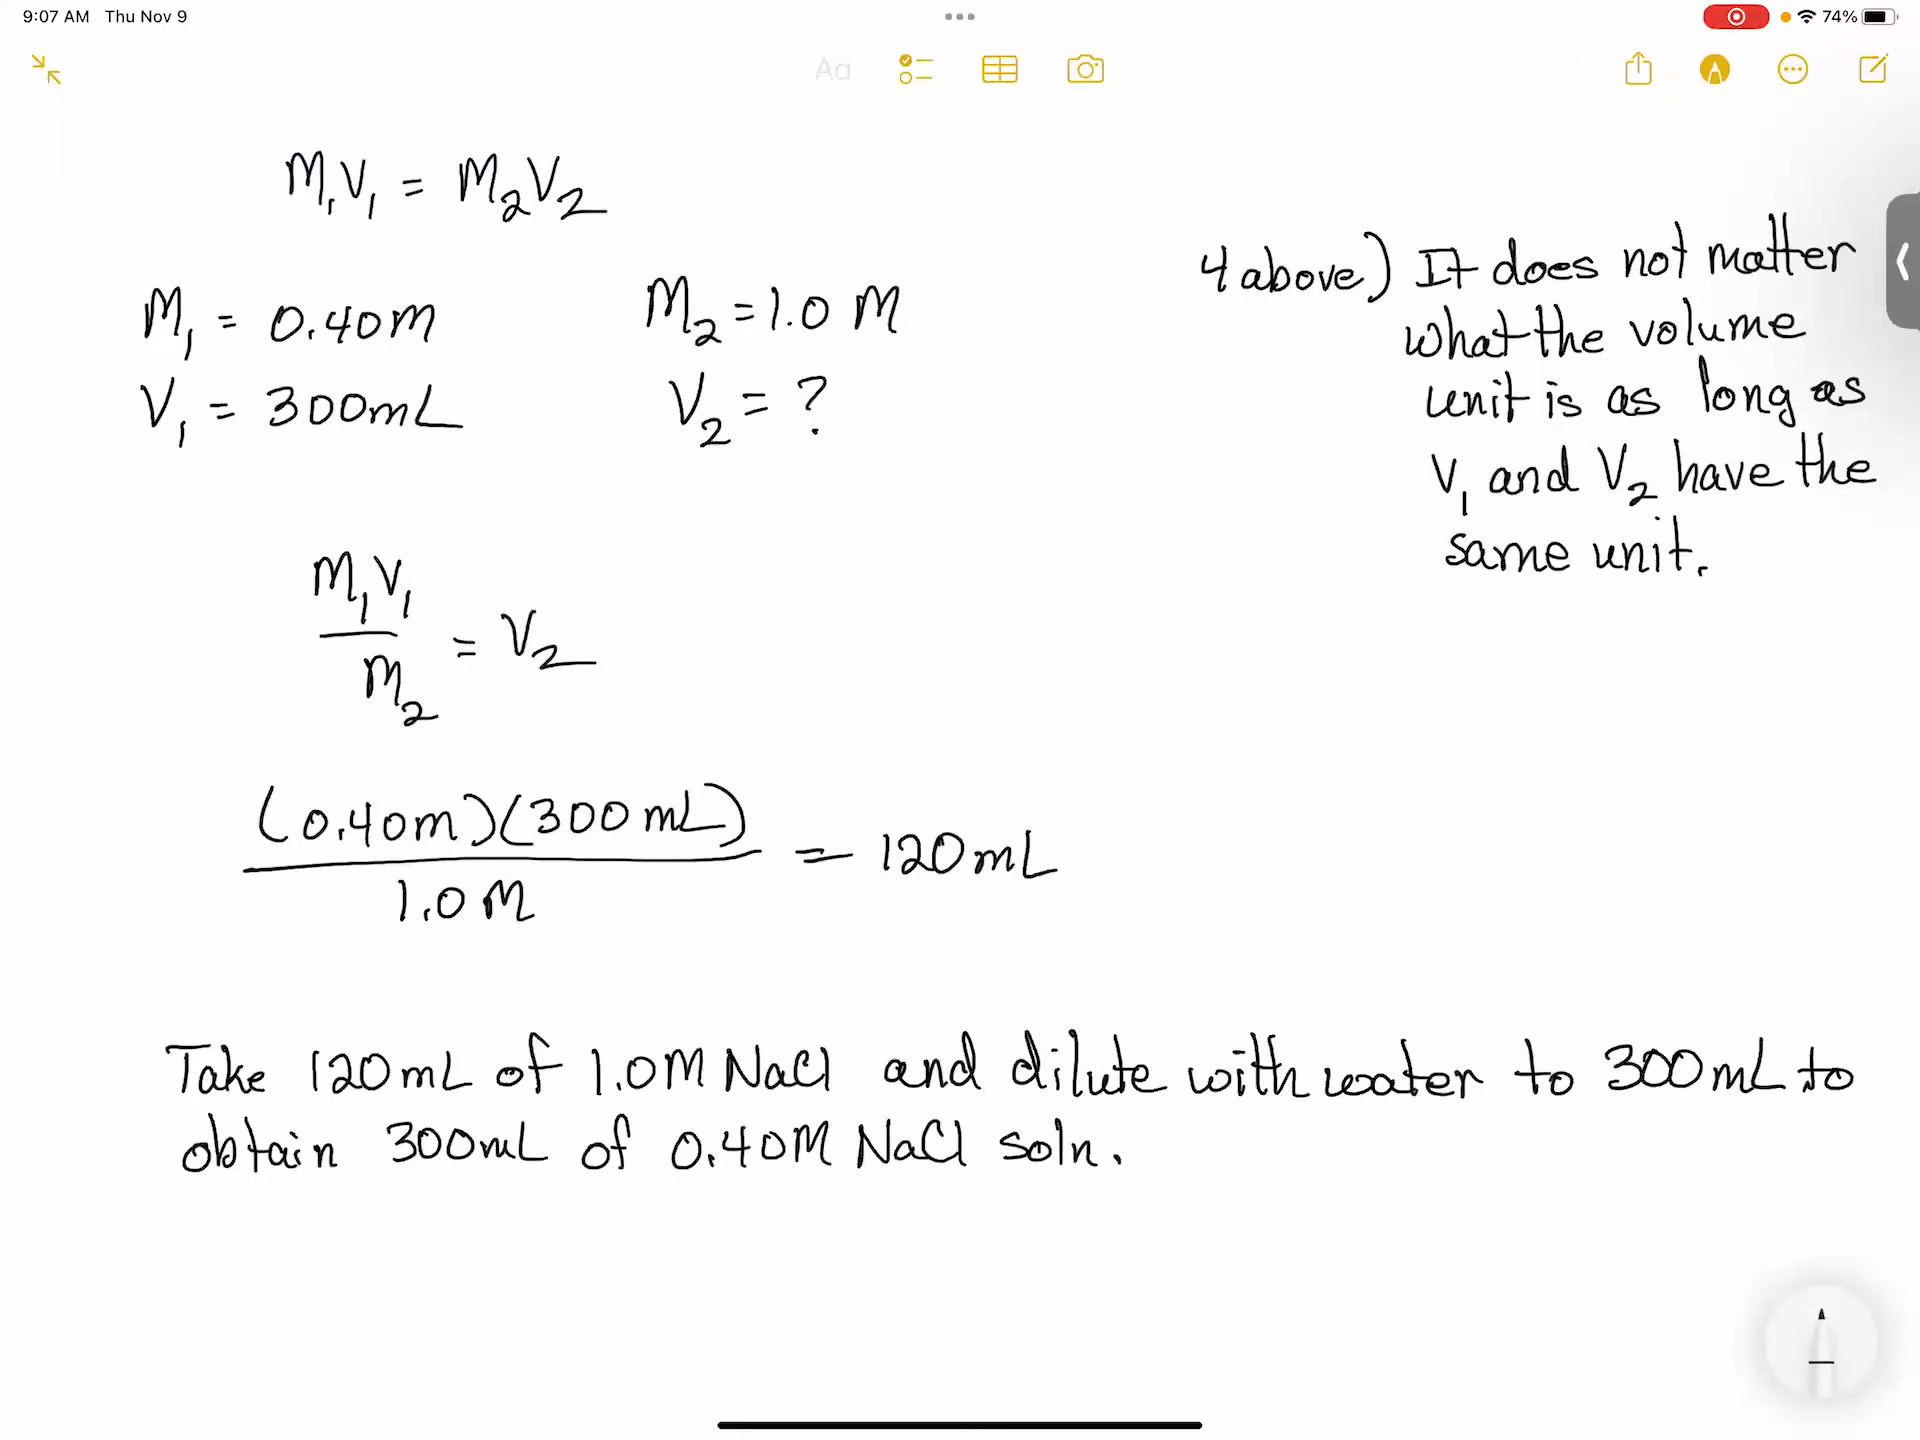 9:07 AM Thu Nov 9
74%
Aa
M₁V₁ = M₂V₂
M₁ = 0.40M
M₂ = 1.0 M
V₁ = 300mL
V₂ = ?
M₁V₁
M₂
= V₂
(0.40M)(300mL)
1.0M
= 120mL
Take 120mL of 1.0M NaCl and dilute with water to 300mL to
obtain 300mL of 0.40M NaCl soln.
4 above.) It does not matter
what the volume
unit is as long as
V₁ and V₂ have the
same unit.